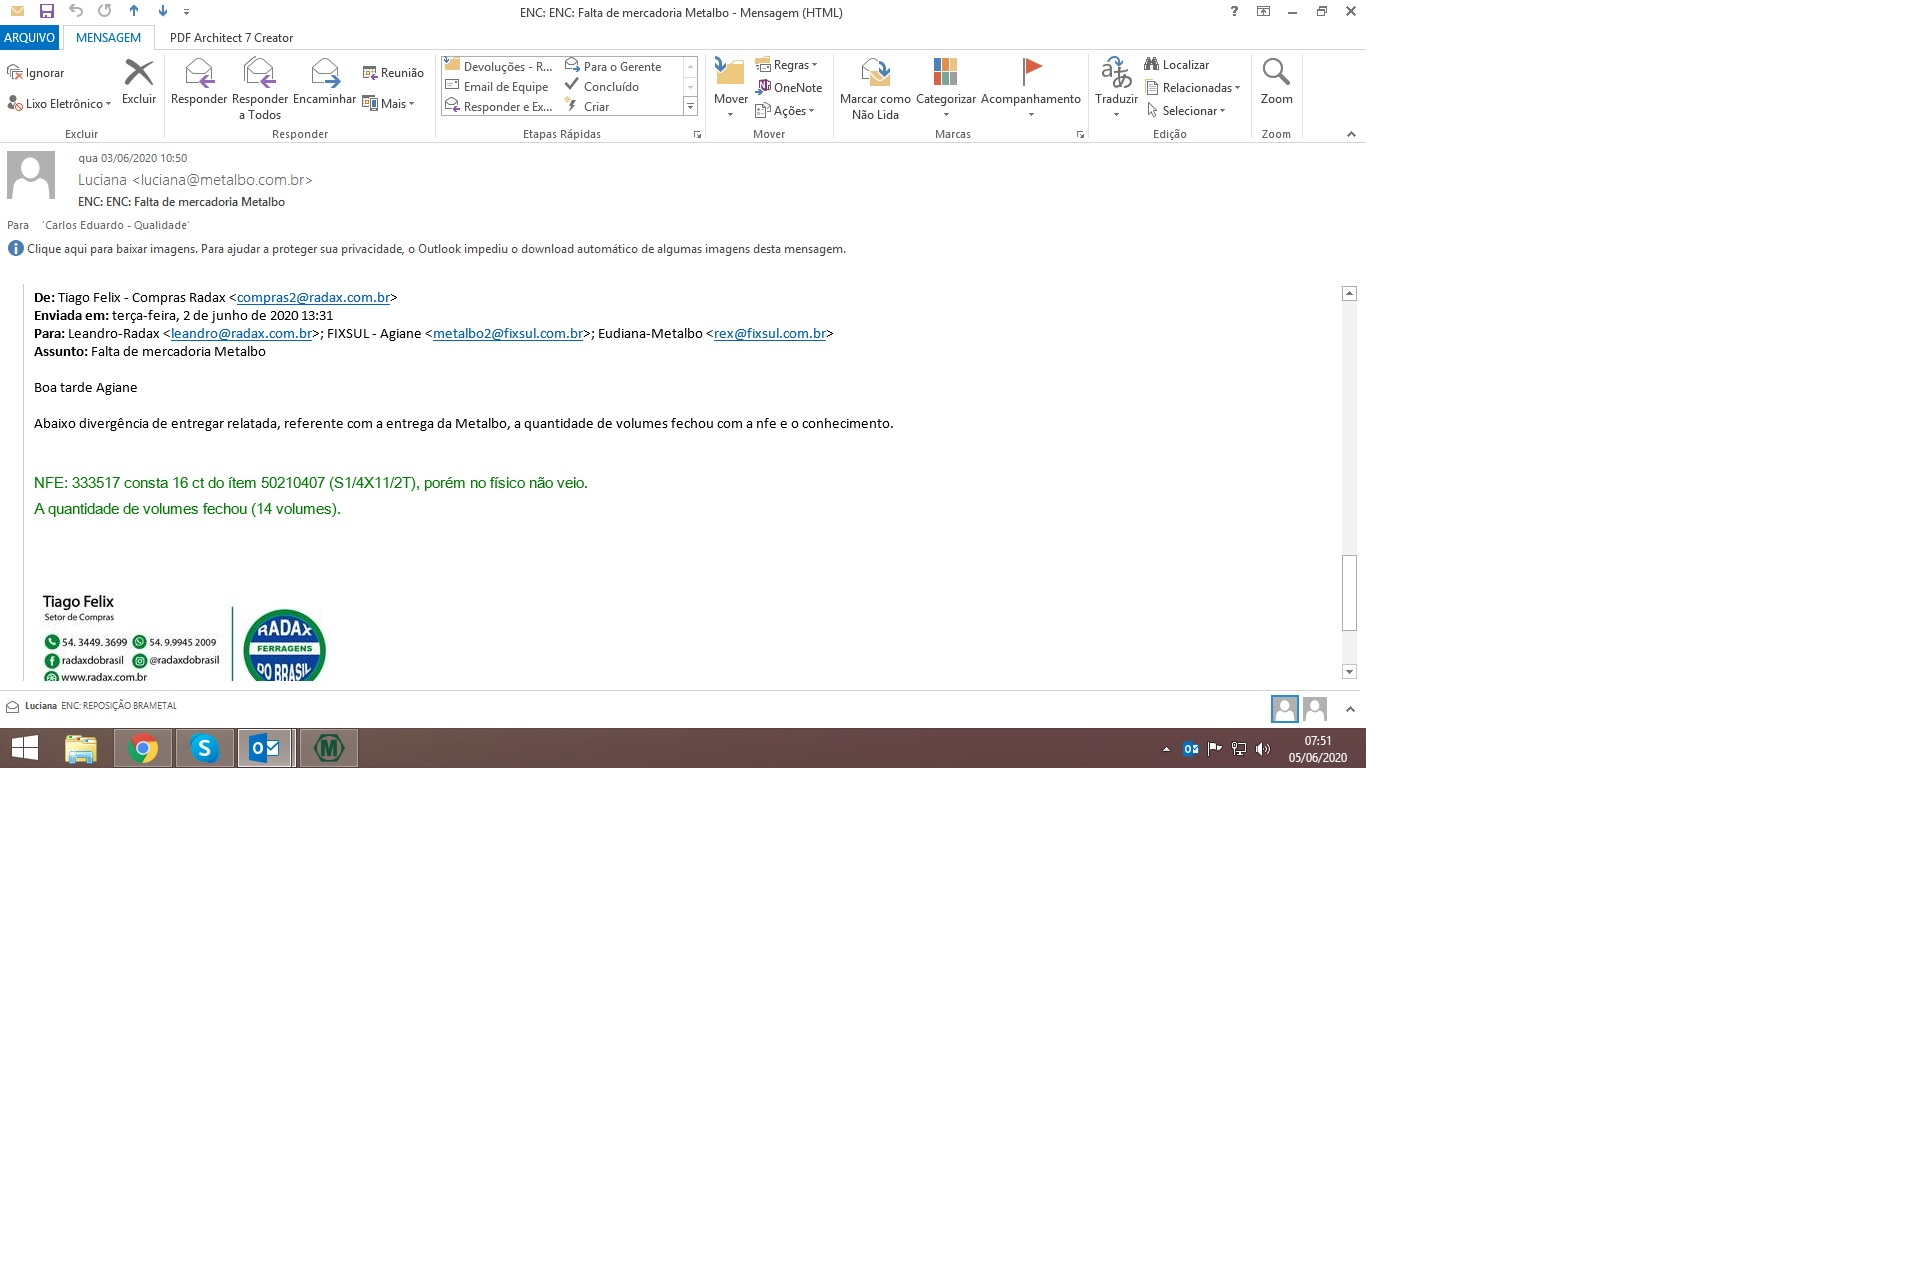 ENC: ENC: Falta de mercadoria Metalbo - Mensagem (HTML)
ARQUIVO MENSAGEM PDF Architect 7 Creator
Ignorar
Lixo Eletrônico
Excluir
Excluir
Responder
Responder a Todos
Encaminhar
Reunião
Mais
Responder
Devoluções - R...
Email de Equipe
Responder e Ex...
Para o Gerente
Concluído
Criar
Etapas Rápidas
Mover
Regras
OneNote
Ações
Mover
Marcar como Não Lida
Categorizar
Acompanhamento
Marcas
Traduzir
Localizar
Relacionadas
Selecionar
Edição
Zoom
Zoom
qua 03/06/2020 10:50
Luciana <luciana@metalbo.com.br>
ENC: ENC: Falta de mercadoria Metalbo
Para 'Carlos Eduardo - Qualidade'
Clique aqui para baixar imagens. Para ajudar a proteger sua privacidade, o Outlook impediu o download automático de algumas imagens desta mensagem.
De: Tiago Felix - Compras Radax <compras2@radax.com.br>
Enviada em: terça-feira, 2 de junho de 2020 13:31
Para: Leandro-Radax <leandro@radax.com.br>; FIXSUL - Agiane <metalbo2@fixsul.com.br>; Eudiana-Metalbo <rex@fixsul.com.br>
Assunto: Falta de mercadoria Metalbo
Boa tarde Agiane
Abaixo divergência de entregar relatada, referente com a entrega da Metalbo, a quantidade de volumes fechou com a nfe e o conhecimento.
NFE: 333517 consta 16 ct do ítem 50210407 (S1/4X11/2T), porém no físico não veio.
A quantidade de volumes fechou (14 volumes).
Tiago Felix
Setor de Compras
54. 3449. 3699 54. 9.9945 2009
radaxdobrasil @radaxdobrasil
www.radax.com.br
RADAX
FERRAGENS
DO BRASIL
Luciana ENC: REPOSIÇÃO BRAMETAL
07:51
05/06/2020